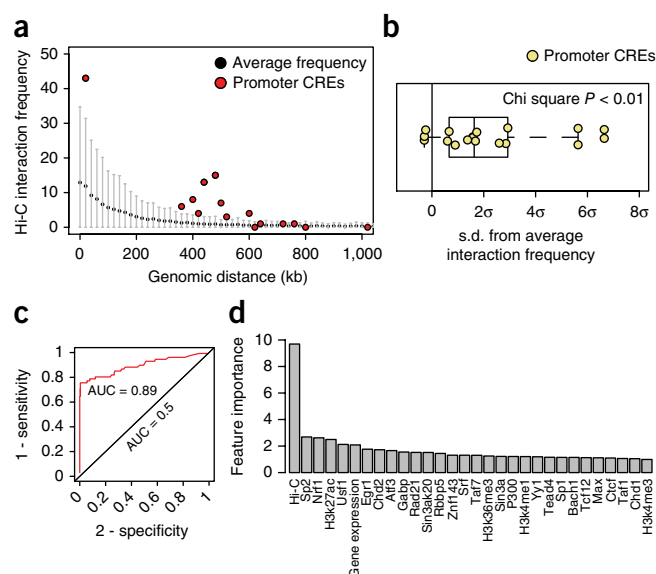 a
50
40
30
20
10
0
Hi-C interaction frequency
Average frequency
Promoter CREs
0 200 400 600 800 1,000
Genomic distance (kb)
b
Promoter CREs
Chi square P < 0.01
0 2σ 4σ 6σ 8σ
s.d. from average
interaction frequency
c
1
0.8
0.6
0.4
0.2
0
1 - sensitivity
AUC = 0.89
AUC = 0.5
0 0.2 0.4 0.6 0.8 1
2 - specificity
d
10
8
6
4
2
0
Feature importance
Hi-C
Sp2
Nrf1
H3k27ac
Usf1
Gene expression
Egr1
Chd2
Atf3
Gabp
Rad21
Sin3ak20
Rbbp5
Znf143
Srf
Taf7
H3k36me3
Sin3a
P300
H3k4me1
Yy1
Tead4
Sp1
Bach1
Tcf12
Max
Ctcf
Taf1
Chd1
H3k4me3